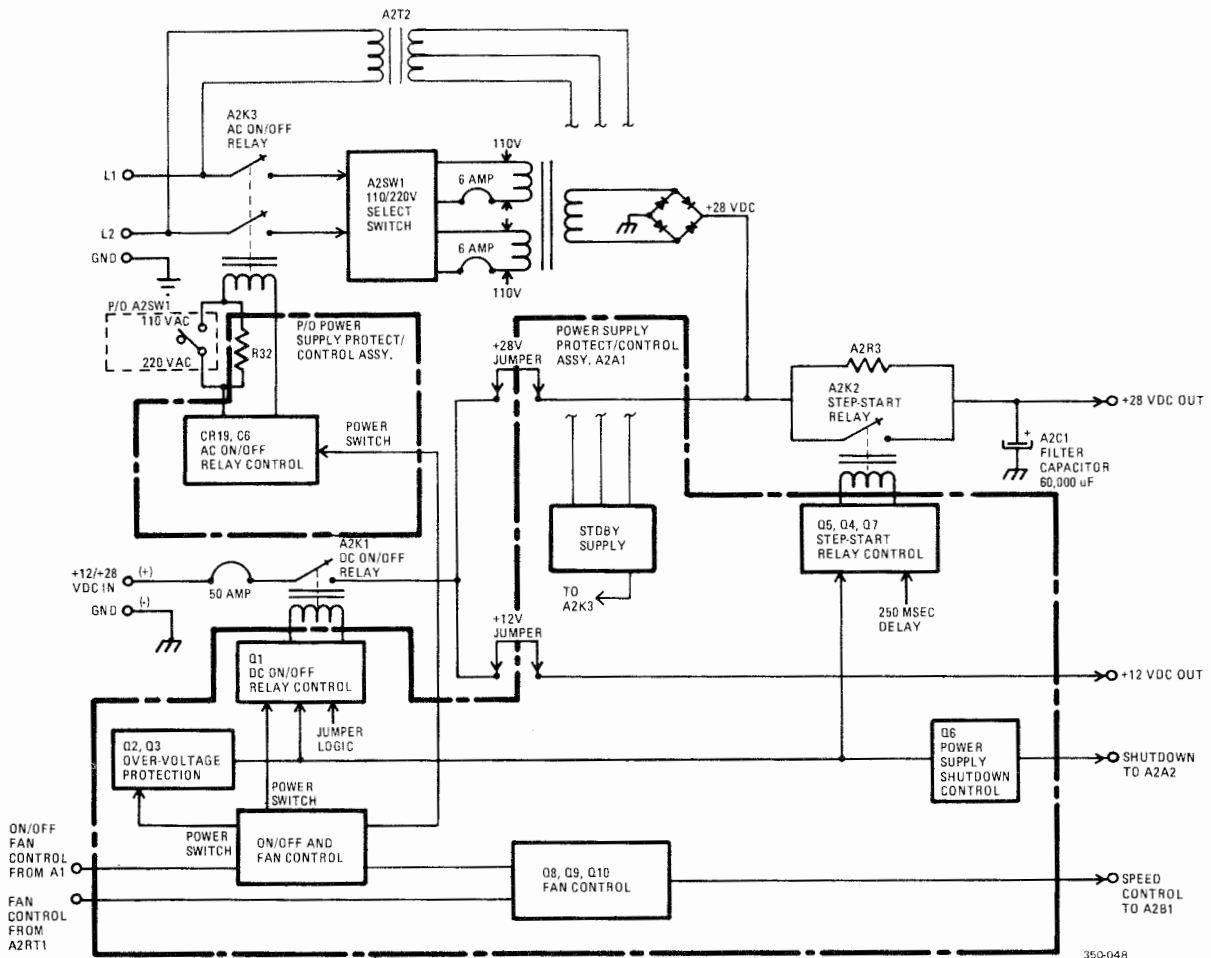 A2T2
A2K3
AC ON/OFF
RELAY
L1
L2
GND
110V
6 AMP
6 AMP
110V
A2SW1
110/220V
SELECT
SWITCH
+28 VDC
P/O A2SW1
110 VAC
220 VAC
R32
P/O POWER
SUPPLY PROTECT/
CONTROL ASSY.
CR19, C6
AC ON/OFF
RELAY CONTROL
POWER
SWITCH
+28V
JUMPER
POWER SUPPLY
PROTECT/CONTROL
ASSY. A2A1
A2R3
A2K2
STEP-START
RELAY
+28 VDC OUT
+
A2C1
FILTER
CAPACITOR
60,000 uF
STDBY
SUPPLY
TO
A2K3
Q5, Q4, Q7
STEP-START
RELAY CONTROL
250 MSEC
DELAY
A2K1
DC ON/OFF
RELAY
+12/+28
VDC IN
(+)
50 AMP
GND
(-)
+12V
JUMPER
Q1
DC ON/OFF
RELAY CONTROL
JUMPER
LOGIC
+12 VDC OUT
Q2, Q3
OVER-VOLTAGE
PROTECTION
POWER
SWITCH
POWER
SWITCH
Q6
POWER
SUPPLY
SHUTDOWN
CONTROL
SHUTDOWN
TO A2A2
ON/OFF
FAN
CONTROL
FROM A1
ON/OFF AND
FAN CONTROL
Q8, Q9, Q10
FAN CONTROL
SPEED
CONTROL
TO A2B1
FAN
CONTROL
FROM
A2RT1
350-048